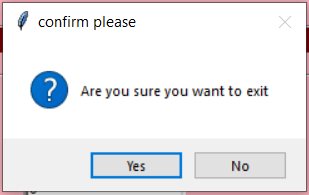 confirm please
Are you sure you want to exit
Yes
No